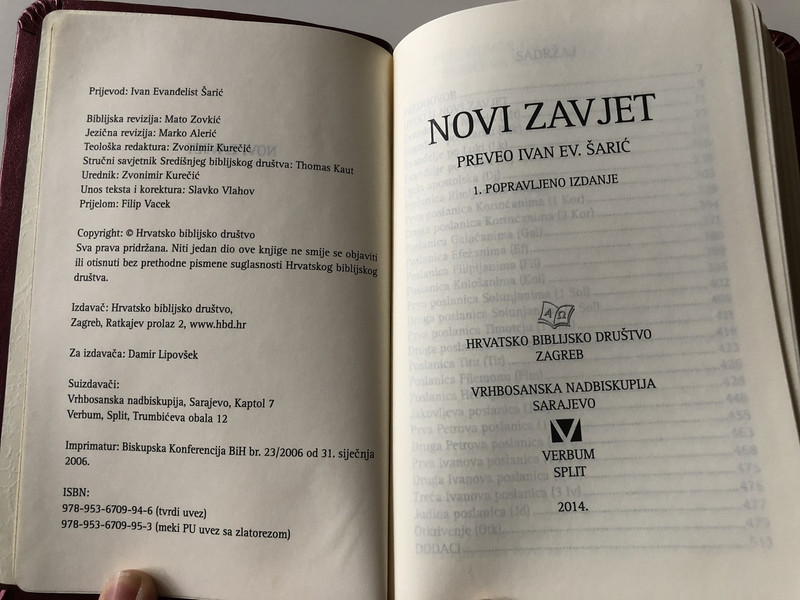 Prijevod: Ivan Evanđelist Šarić
Biblijska revizija: Mato Zovkić
Jezična revizija: Marko Alerić
Teološka redaktura: Zvonimir Kurečić
Stručni savjetnik Središnjeg biblijskog društva: Thomas Kaut
Urednik: Zvonimir Kurečić
Unos teksta i korektura: Slavko Vlahov
Prijelom: Filip Vacek
Copyright: © Hrvatsko biblijsko društvo
Sva prava pridržana. Niti jedan dio ove knjige ne smije se objaviti
ili otisnuti bez prethodne pismene suglasnosti Hrvatskog biblijskog
društva.
Izdavač: Hrvatsko biblijsko društvo,
Zagreb, Ratkajev prolaz 2, www.hbd.hr
Za izdavača: Damir Lipovšek
Suizdavači:
Vrhbosanska nadbiskupija, Sarajevo, Kaptol 7
Verbum, Split, Trumbićeva obala 12
Imprimatur: Biskupska Konferencija BiH br. 23/2006 od 31. siječnja
2006.
ISBN:
978-953-6709-94-6 (tvrdi uvez)
978-953-6709-95-3 (meki PU uvez sa zlatorezom)
NOVI ZAVJET
PREVEO IVAN EV. ŠARIĆ
1. POPRAVLJENO IZDANJE
A Ω
HRVATSKO BIBLIJSKO DRUŠTVO
ZAGREB
VRHBOSANSKA NADBISKUPIJA
SARAJEVO
VERBUM
SPLIT
2014.